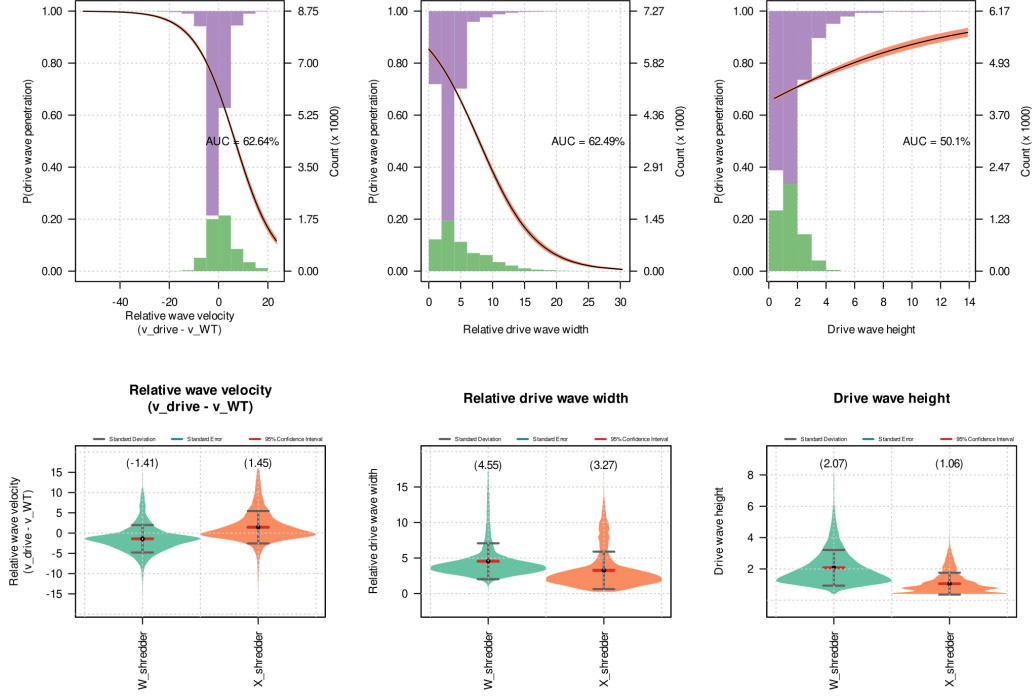 1.00
0.80
0.60
0.40
0.20
0.00
P(drive wave penetration)
AUC = 62.64%
8.75
7.00
5.25
3.50
1.75
0.00
Count (x 1000)
-40 -20 0 20
Relative wave velocity
(v_drive - v_WT)
1.00
0.80
0.60
0.40
0.20
0.00
P(drive wave penetration)
AUC = 62.49%
7.27
5.82
4.36
2.91
1.45
0.00
Count (x 1000)
0 5 10 15 20 25 30
Relative drive wave width
1.00
0.80
0.60
0.40
0.20
0.00
P(drive wave penetration)
AUC = 50.1%
6.17
4.93
3.70
2.47
1.23
0.00
Count (x 1000)
0 2 4 6 8 10 12 14
Drive wave height
Relative wave velocity
(v_drive - v_WT)
Standard Deviation Standard Error 95% Confidence Interval
(-1.41) (1.45)
15
10
5
0
-5
-10
-15
Relative wave velocity
(v_drive - v_WT)
W_shredder
X_shredder
Relative drive wave width
Standard Deviation Standard Error 95% Confidence Interval
(4.55) (3.27)
15
10
5
0
Relative drive wave width
W_shredder
X_shredder
Drive wave height
Standard Deviation Standard Error 95% Confidence Interval
(2.07) (1.06)
8
6
4
2
Drive wave height
W_shredder
X_shredder